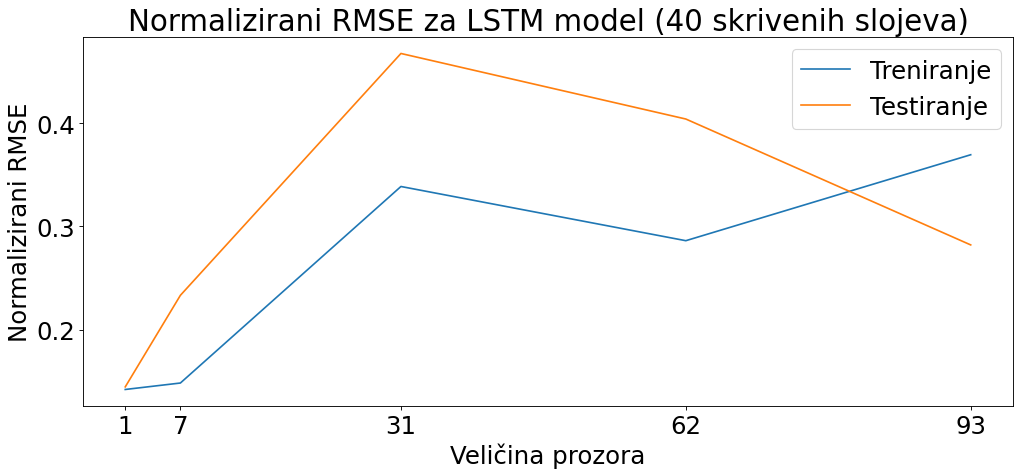 Normalizirani RMSE za LSTM model (40 skrivenih slojeva)
Treniranje
Testiranje
Normalizirani RMSE
0.4
0.3
0.2
1 7 31 62 93
Veličina prozora